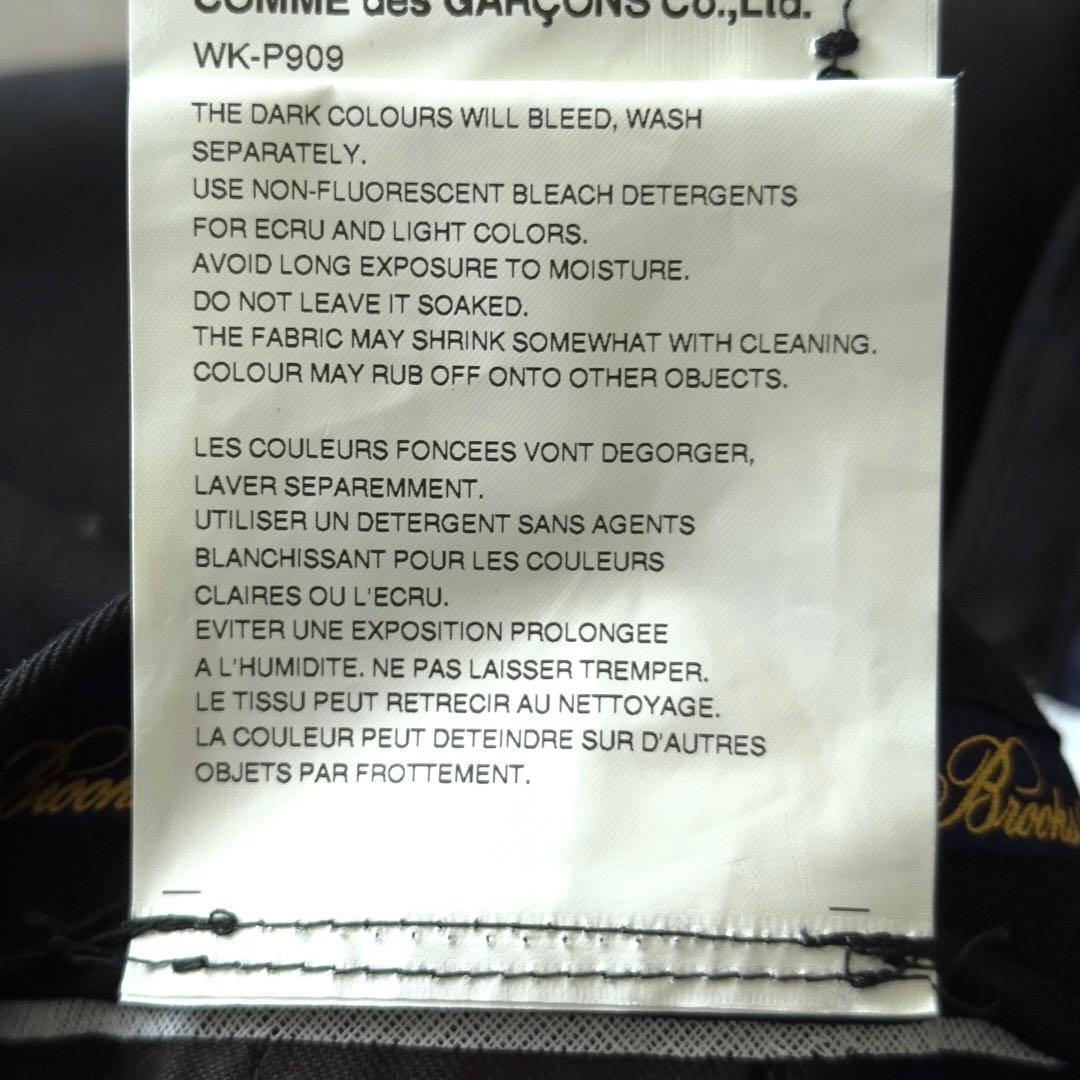 COMME des GARÇONS Co.,Ltd.
WK-P909
THE DARK COLOURS WILL BLEED, WASH
SEPARATELY.
USE NON-FLUORESCENT BLEACH DETERGENTS
FOR ECRU AND LIGHT COLORS.
AVOID LONG EXPOSURE TO MOISTURE.
DO NOT LEAVE IT SOAKED.
THE FABRIC MAY SHRINK SOMEWHAT WITH CLEANING.
COLOUR MAY RUB OFF ONTO OTHER OBJECTS.
LES COULEURS FONCEES VONT DEGORGER,
LAVER SEPAREMMENT.
UTILISER UN DETERGENT SANS AGENTS
BLANCHISSANT POUR LES COULEURS
CLAIRES OU L'ECRU.
EVITER UNE EXPOSITION PROLONGEE
A L'HUMIDITE. NE PAS LAISSER TREMPER.
LE TISSU PEUT RETRECIR AU NETTOYAGE.
LA COULEUR PEUT DETEINDRE SUR D'AUTRES
OBJETS PAR FROTTEMENT.
Brooks